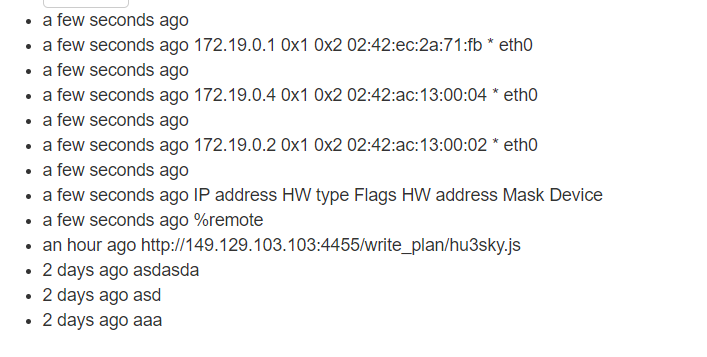 a few seconds ago
a few seconds ago 172.19.0.1 0x1 0x2 02:42:ec:2a:71:fb * eth0
a few seconds ago
a few seconds ago 172.19.0.4 0x1 0x2 02:42:ac:13:00:04 * eth0
a few seconds ago
a few seconds ago 172.19.0.2 0x1 0x2 02:42:ac:13:00:02 * eth0
a few seconds ago
a few seconds ago IP address HW type Flags HW address Mask Device
a few seconds ago %remote
an hour ago http://149.129.103.103:4455/write_plan/hu3sky.js
2 days ago asdasda
2 days ago asd
2 days ago aaa